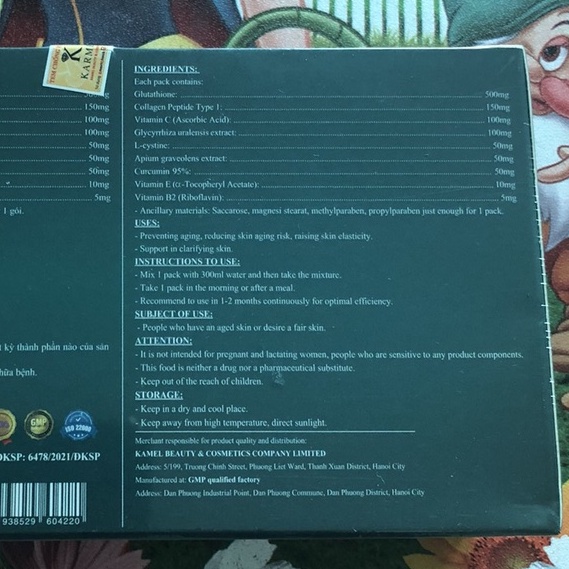 TEM CHỐNG
KARM
150mg
100mg
100mg
50mg
50mg
50mg
10mg
5mg
1 gói.
t kỳ thành phần nào của sản
hữa bệnh.
GMP
ISO 22000
ĐKSP: 6478/2021/ĐKSP
938529 604220
INGREDIENTS:
Each pack contains:
Glutathione: 500mg
Collagen Peptide Type 1: 150mg
Vitamin C (Ascorbic Acid): 100mg
Glycyrrhiza uralensis extract: 100mg
L-cystine: 50mg
Apium graveolens extract: 50mg
Curcumin 95%: 50mg
Vitamin E (α-Tocopheryl Acetate): 10mg
Vitamin B2 (Riboflavin): 5mg
- Ancillary materials: Saccarose, magnesi stearat, methylparaben, propylparaben just enough for 1 pack.
USES:
- Preventing aging, reducing skin aging risk, raising skin elasticity.
- Support in clarifying skin.
INSTRUCTIONS TO USE:
- Mix 1 pack with 300ml water and then take the mixture.
- Take 1 pack in the morning or after a meal.
- Recommend to use in 1-2 months continuously for optimal efficiency.
SUBJECT OF USE:
- People who have an aged skin or desire a fair skin.
ATTENTION:
- It is not intended for pregnant and lactating women, people who are sensitive to any product components.
- This food is neither a drug nor a pharmaceutical substitute.
- Keep out of the reach of children.
STORAGE:
- Keep in a dry and cool place.
- Keep away from high temperature, direct sunlight.
Merchant responsible for product quality and distribution:
KAMEL BEAUTY & COSMETICS COMPANY LIMITED
Address: 5/199, Truong Chinh Street, Phuong Liet Ward, Thanh Xuan District, Hanoi City
Manufactured at: GMP qualified factory
Address: Dan Phuong Industrial Point, Dan Phuong Commune, Dan Phuong District, Hanoi City